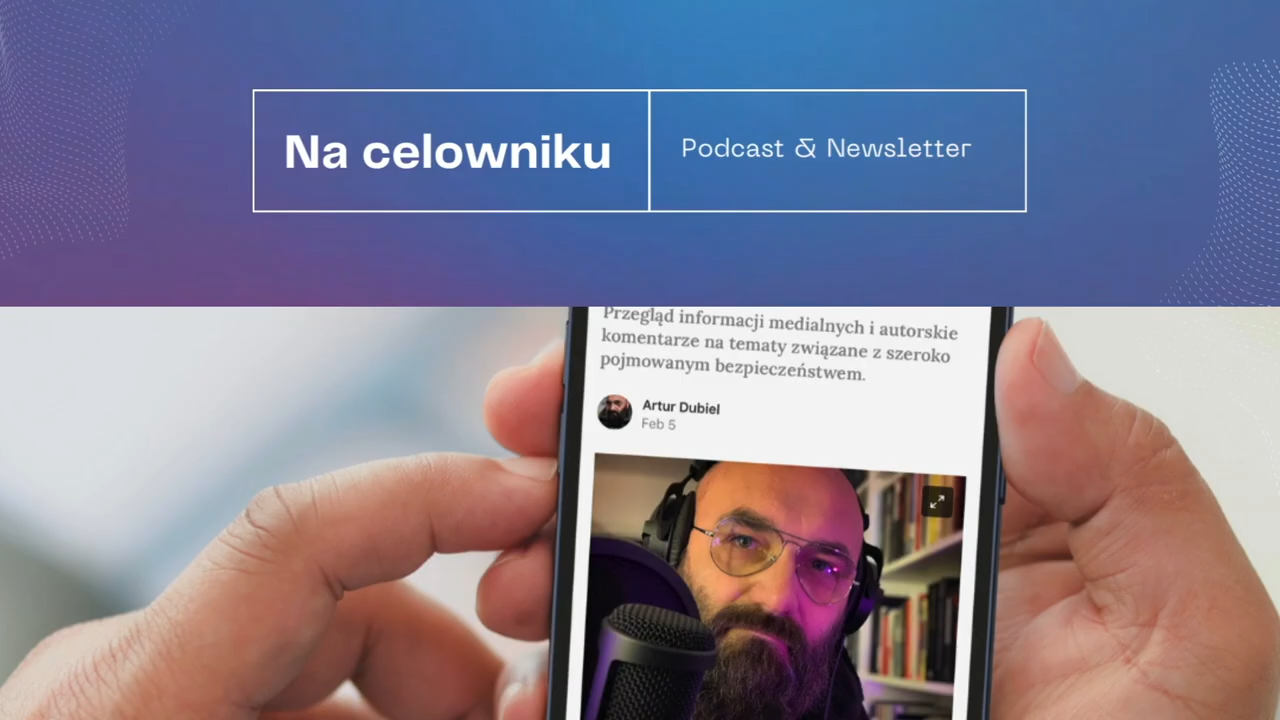 Na celowniku
Podcast & Newsletter
Przegląd informacji medialnych i autorskie
komentarze na tematy związane z szeroko
pojmowanym bezpieczeństwem.
Artur Dubiel
Feb 5